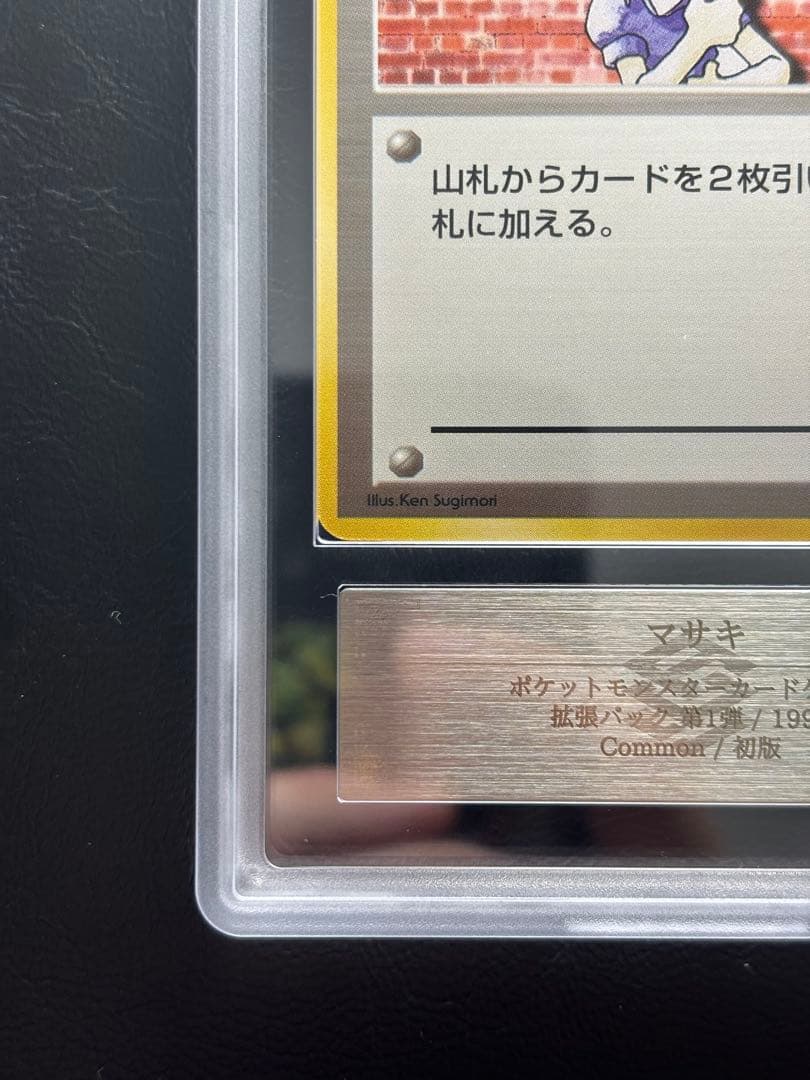 山札からカードを2枚引
札に加える。
Illus.Ken Sugimori
マサキ
ポケットモンスターカード
拡張パック 第1弾 / 199
Common / 初版